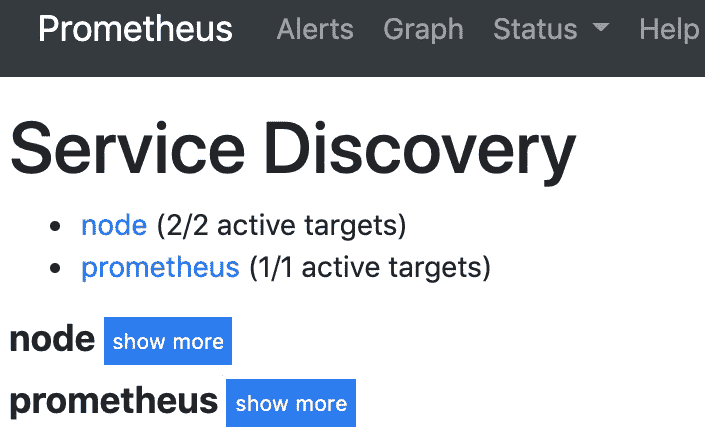 Prometheus Alerts Graph Status Help
Service Discovery
node (2/2 active targets)
prometheus (1/1 active targets)
node show more
prometheus show more